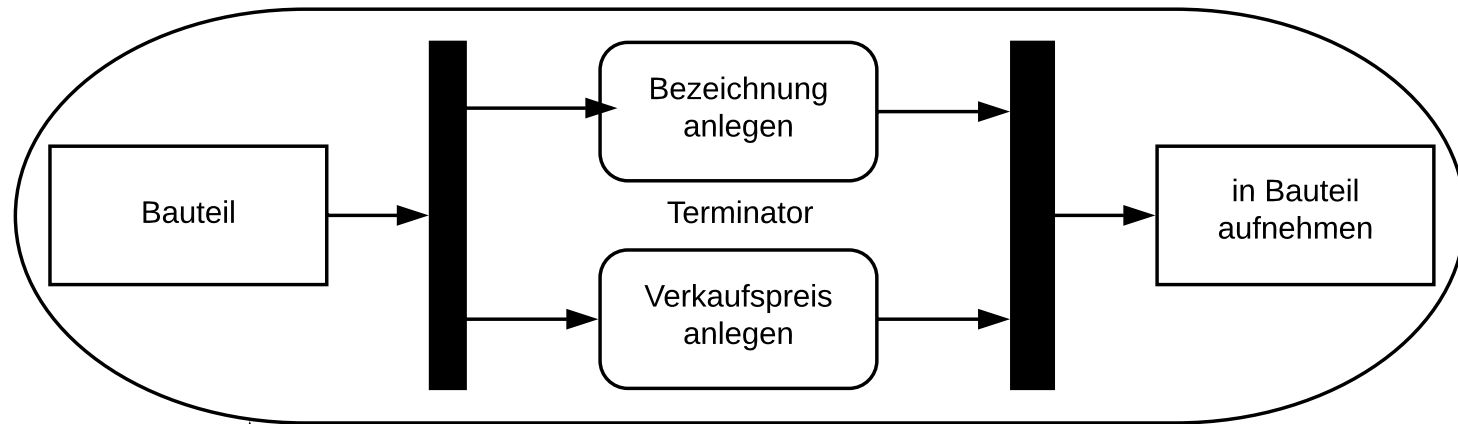 Bauteil
Bezeichnung
anlegen
Terminator
Verkaufspreis
anlegen
in Bauteil
aufnehmen